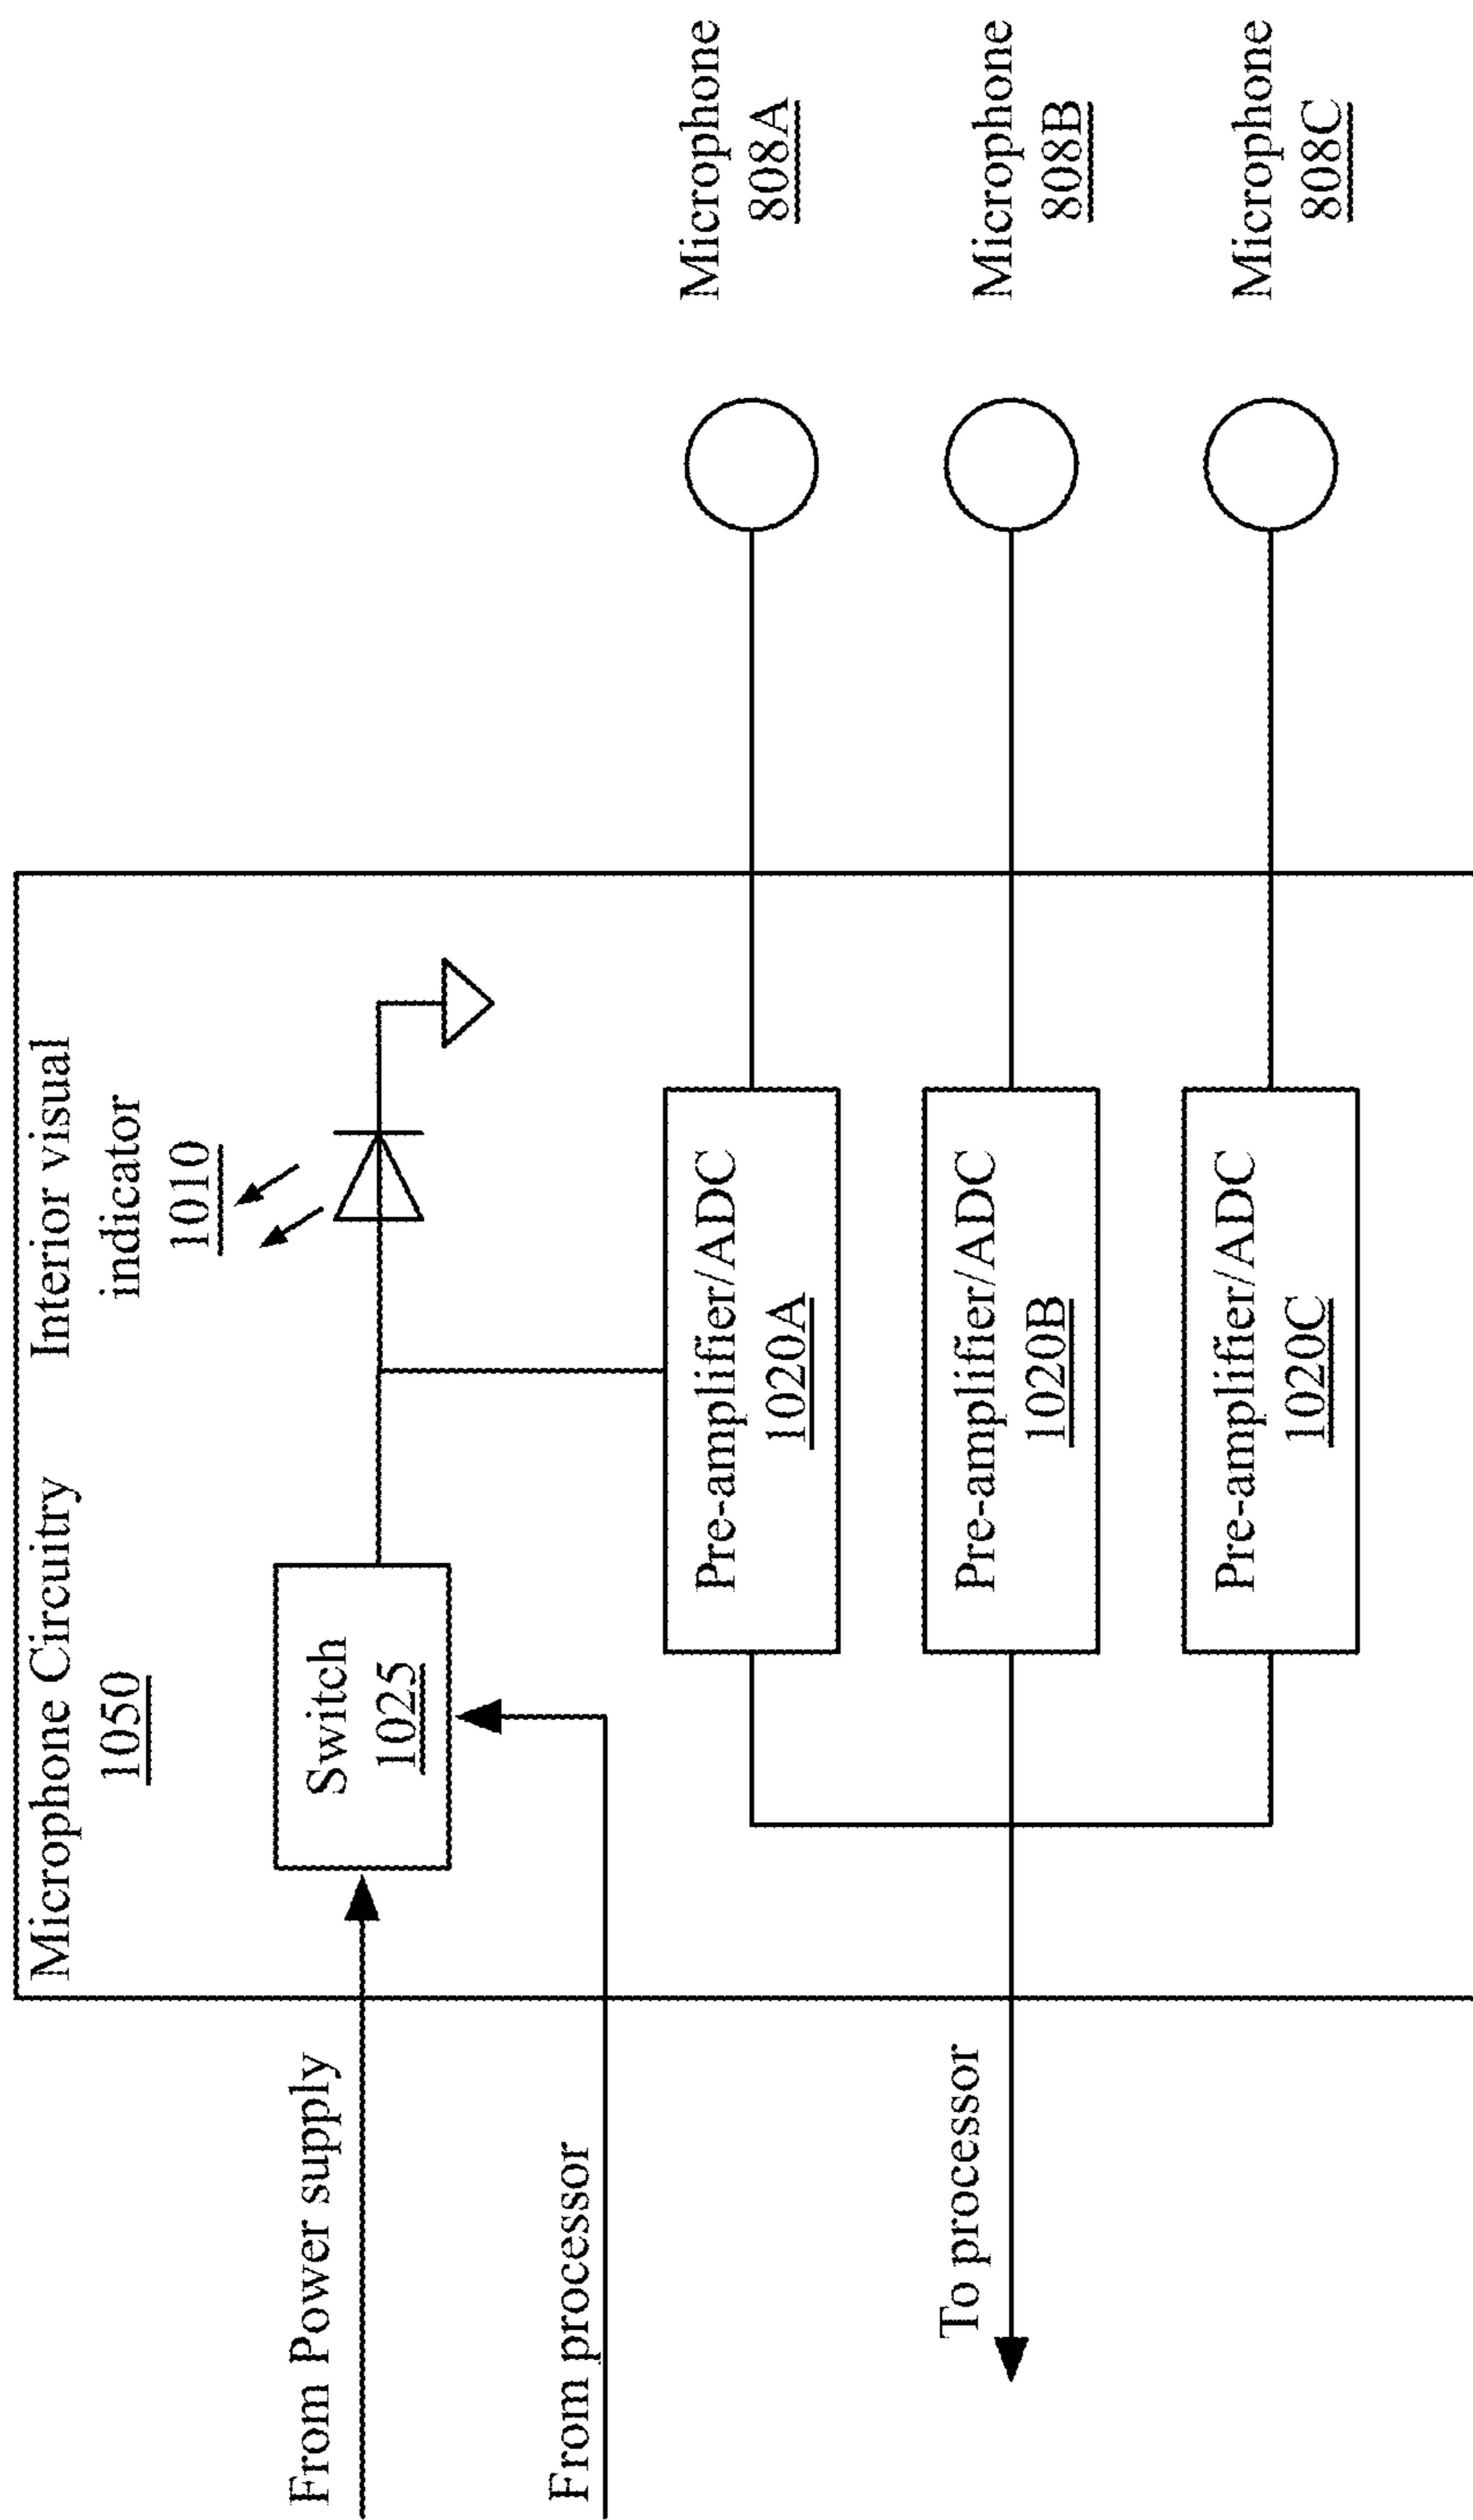 Microphone Circuitry
1050
Interior visual
indicator
1010
From Power supply
Switch
1025
From processor
Pre-amplifier/ADC
1020A
Microphone
808A
To processor
Pre-amplifier/ADC
1020B
Microphone
808B
Pre-amplifier/ADC
1020C
Microphone
808C